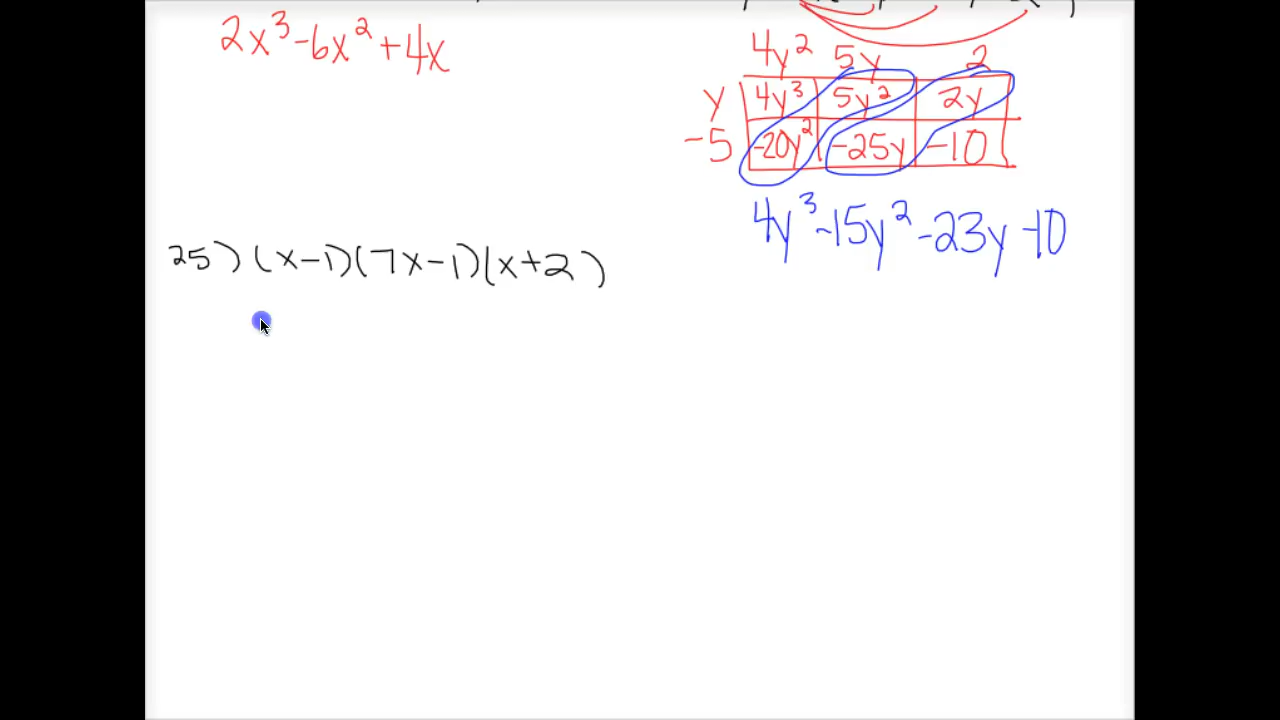 2x³-6x²+4x
4y² 5y 2
y 4y³ 5y² 2y
-5 -20y² -25y -10
4y³-15y²-23y-10
25) (x-1)(7x-1)(x+2)